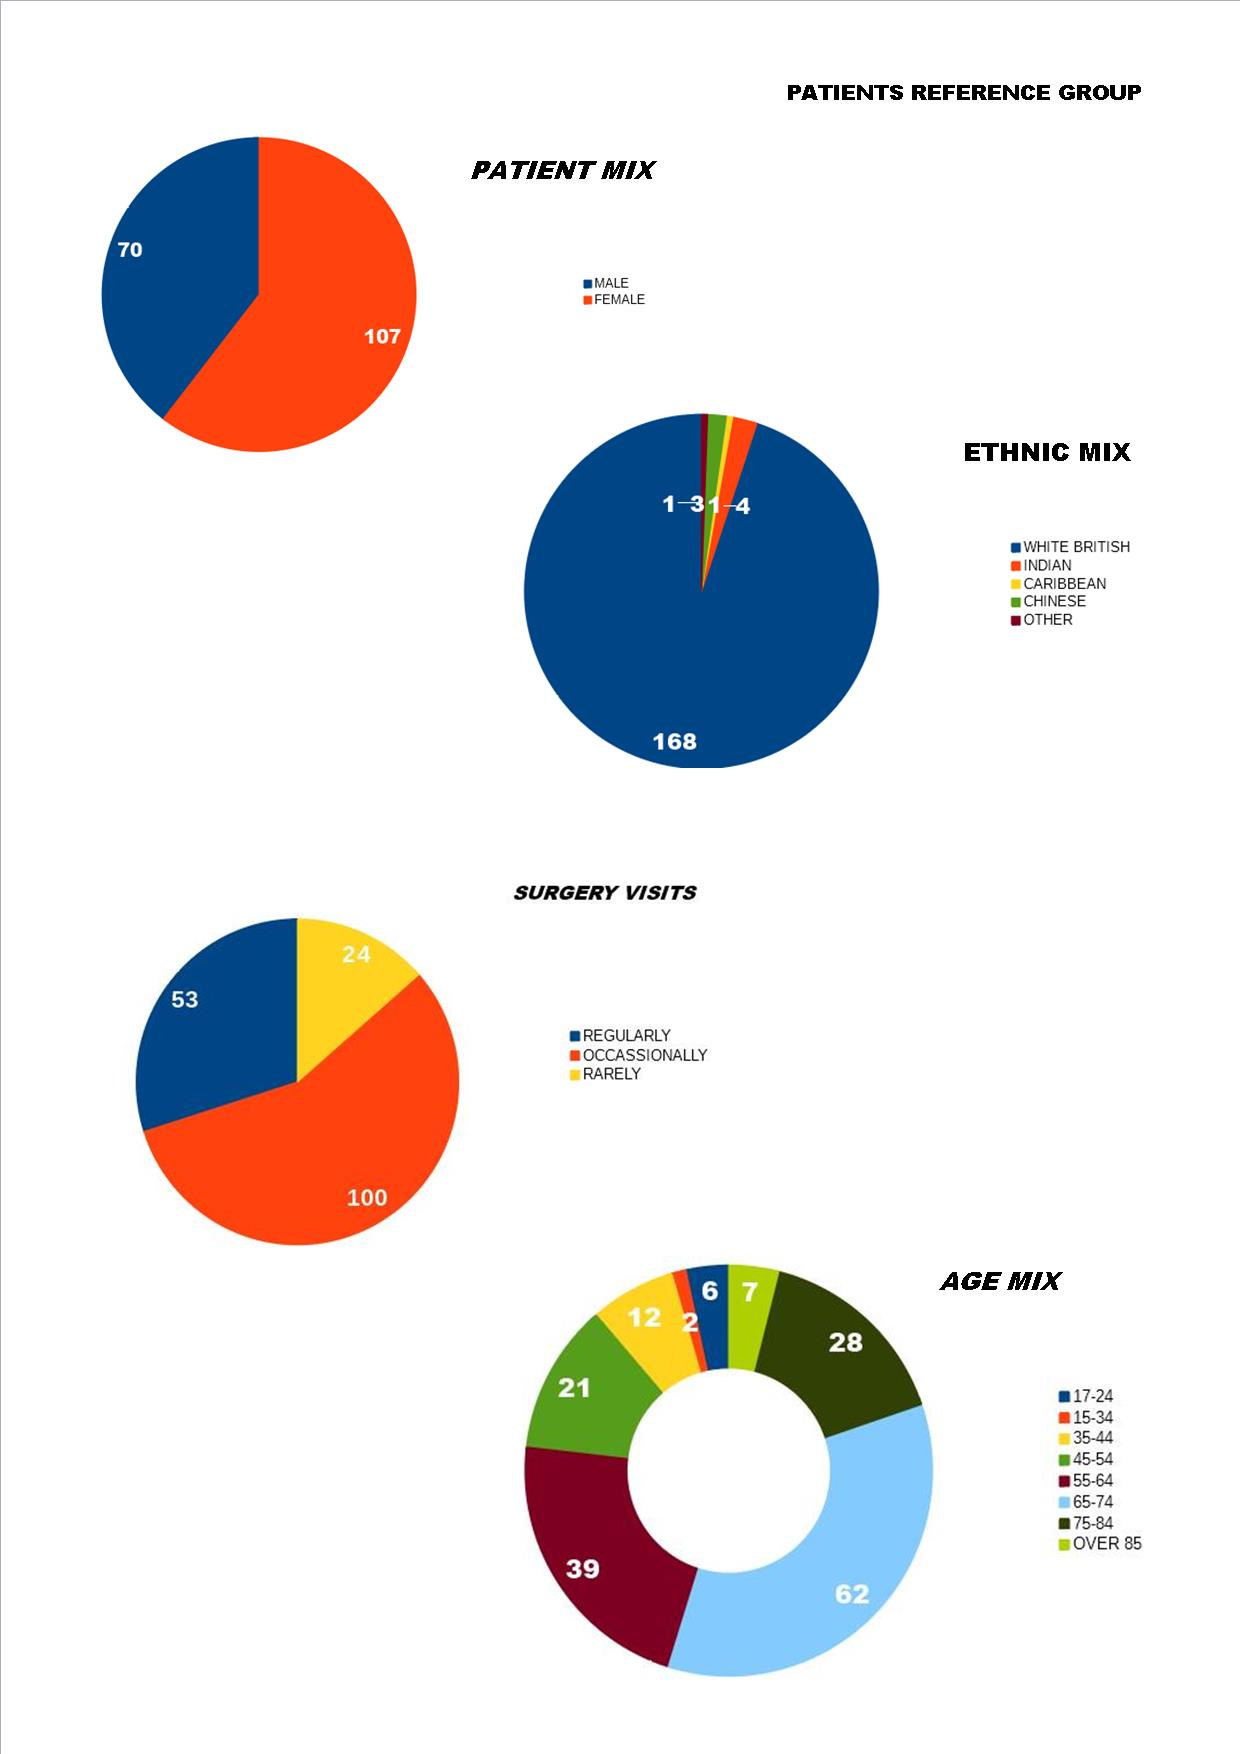 PATIENTS REFERENCE GROUP
PATIENT MIX
70
107
MALE
FEMALE
ETHNIC MIX
1 3 1 4
168
WHITE BRITISH
INDIAN
CARIBBEAN
CHINESE
OTHER
SURGERY VISITS
24
53
100
REGULARLY
OCCASSIONALLY
RARELY
AGE MIX
6 7
12 2
28
21
39
62
17-24
15-34
35-44
45-54
55-64
65-74
75-84
OVER 85